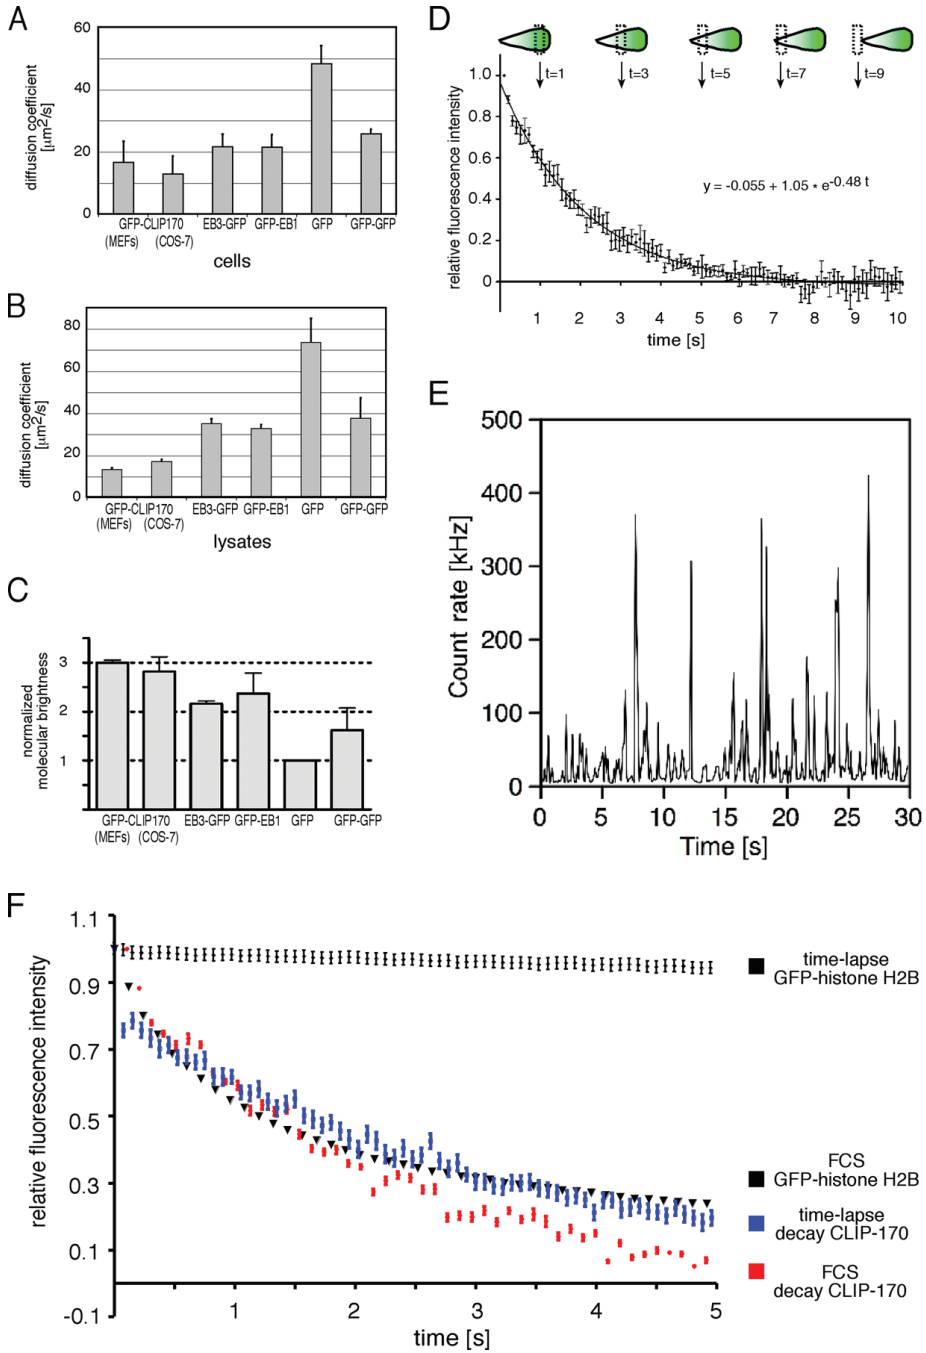 A
diffusion coefficient
[μm2/s]
60
40
20
0
GFP-CLIP170 EB3-GFP GFP-EB1 GFP GFP-GFP
(MEFs) (COS-7)
cells
B
diffusion coefficient
[μm2/s]
80
60
40
20
0
GFP-CLIP170 EB3-GFP GFP-EB1 GFP GFP-GFP
(MEFs) (COS-7)
lysates
C
normalized
molecular brightness
3
2
1
GFP-CLIP170 EB3-GFP GFP-EB1 GFP GFP-GFP
(MEFs) (COS-7)
D
t=1 t=3 t=5 t=7 t=9
relative fluorescence intensity
1.0
0.8
0.6
0.4
0.2
0
y = -0.055 + 1.05 * e-0.48 t
1 2 3 4 5 6 7 8 9 10
time [s]
E
Count rate [kHz]
500
400
300
200
100
0
0 5 10 15 20 25 30
Time [s]
F
relative fluorescence intensity
1.1
0.9
0.7
0.5
0.3
0.1
-0.1
1 2 3 4 5
time [s]
time-lapse
GFP-histone H2B
FCS
GFP-histone H2B
time-lapse
decay CLIP-170
FCS
decay CLIP-170